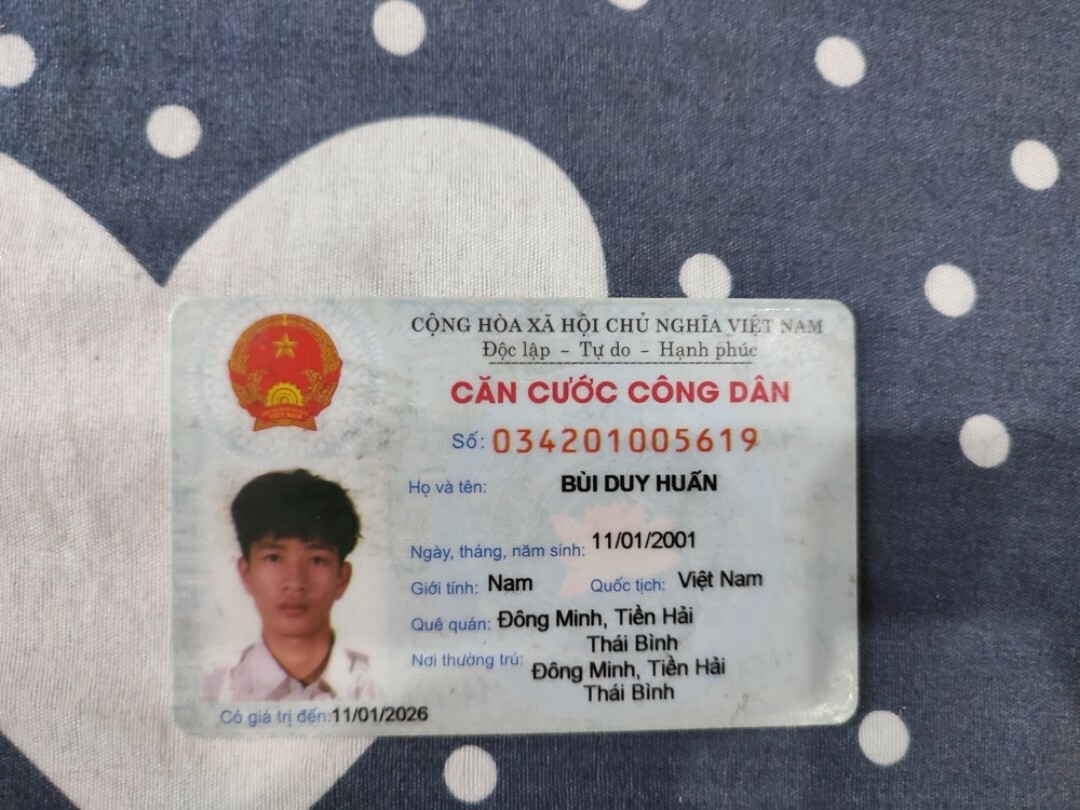 CỘNG HÒA XÃ HỘI CHỦ NGHĨA VIỆT NAM
Độc lập - Tự do - Hạnh phúc
CĂN CƯỚC CÔNG DÂN
Số: 034201005619
Họ và tên: BÙI DUY HUẤN
Ngày, tháng, năm sinh: 11/01/2001
Giới tính: Nam Quốc tịch: Việt Nam
Quê quán: Đông Minh, Tiền Hải
Thái Bình
Nơi thường trú: Đông Minh, Tiền Hải
Thái Bình
Có giá trị đến: 11/01/2026